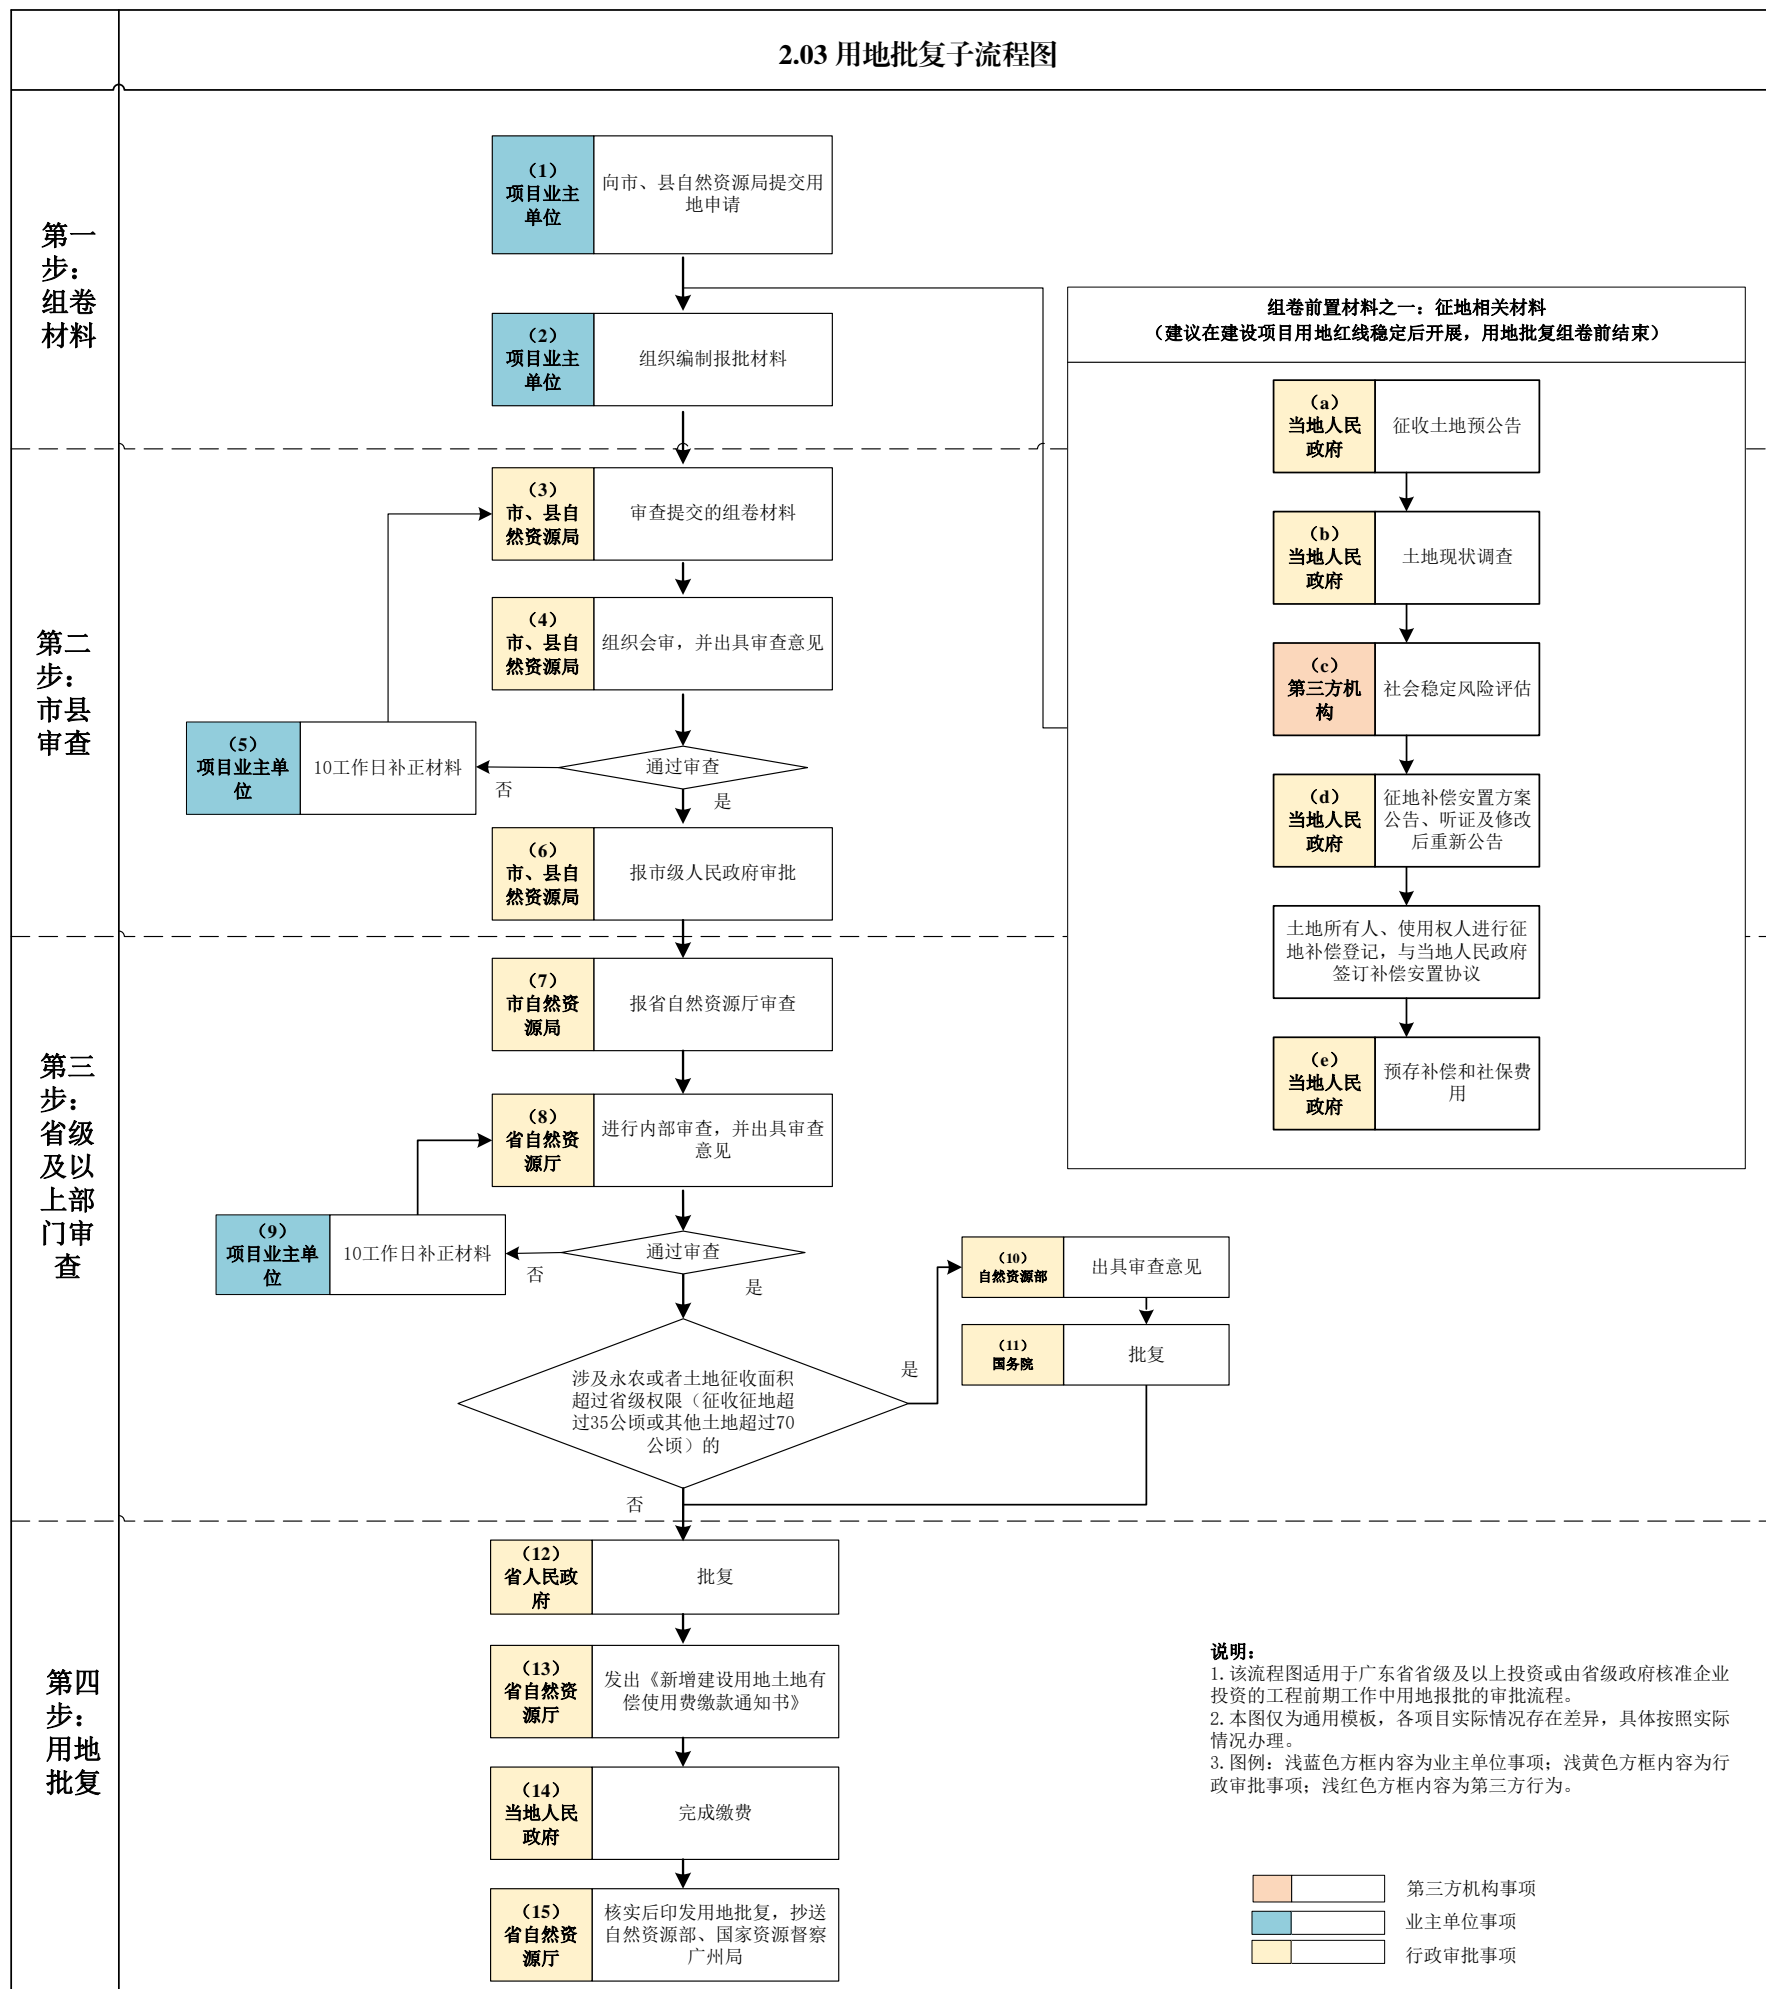 2.03 用地批复子流程图
第一
步：
组卷
材料
（1）
项目业主
单位
向市、县自然资源局提交用
地申请
（2）
项目业主
单位
组织编制报批材料
组卷前置材料之一：征地相关材料
（建议在建设项目用地红线稳定后开展，用地批复组卷前结束）
（a）
当地人民
政府
征收土地预公告
（b）
当地人民
政府
土地现状调查
（c）
第三方机
构
社会稳定风险评估
（d）
当地人民
政府
征地补偿安置方案
公告、听证及修改
后重新公告
土地所有人、使用权人进行征
地补偿登记，与当地人民政府
签订补偿安置协议
（e）
当地人民
政府
预存补偿和社保费
用
第二
步：
市县
审查
（3）
市、县自
然资源局
审查提交的组卷材料
（4）
市、县自
然资源局
组织会审，并出具审查意见
（5）
项目业主单
位
10工作日补正材料
否
通过审查
是
（6）
市、县自
然资源局
报市级人民政府审批
第三
步：
省级
及以
上部
门审
查
（7）
市自然资
源局
报省自然资源厅审查
（8）
省自然资
源厅
进行内部审查，并出具审查
意见
（9）
项目业主单
位
10工作日补正材料
否
通过审查
是
（10）
自然资源部
出具审查意见
（11）
国务院
批复
是
涉及永农或者土地征收面积
超过省级权限（征收征地超
过35公顷或其他土地超过70
公顷）的
否
第四
步：
用地
批复
（12）
省人民政
府
批复
（13）
省自然资
源厅
发出《新增建设用地土地有
偿使用费缴款通知书》
（14）
当地人民
政府
完成缴费
（15）
省自然资
源厅
核实后印发用地批复，抄送
自然资源部、国家资源督察
广州局
说明：
1.该流程图适用于广东省省级及以上投资或由省级政府核准企业
投资的工程前期工作中用地报批的审批流程。
2.本图仅为通用模板，各项目实际情况存在差异，具体按照实际
情况办理。
3.图例：浅蓝色方框内容为业主单位事项；浅黄色方框内容为行
政审批事项；浅红色方框内容为第三方行为。
第三方机构事项
业主单位事项
行政审批事项